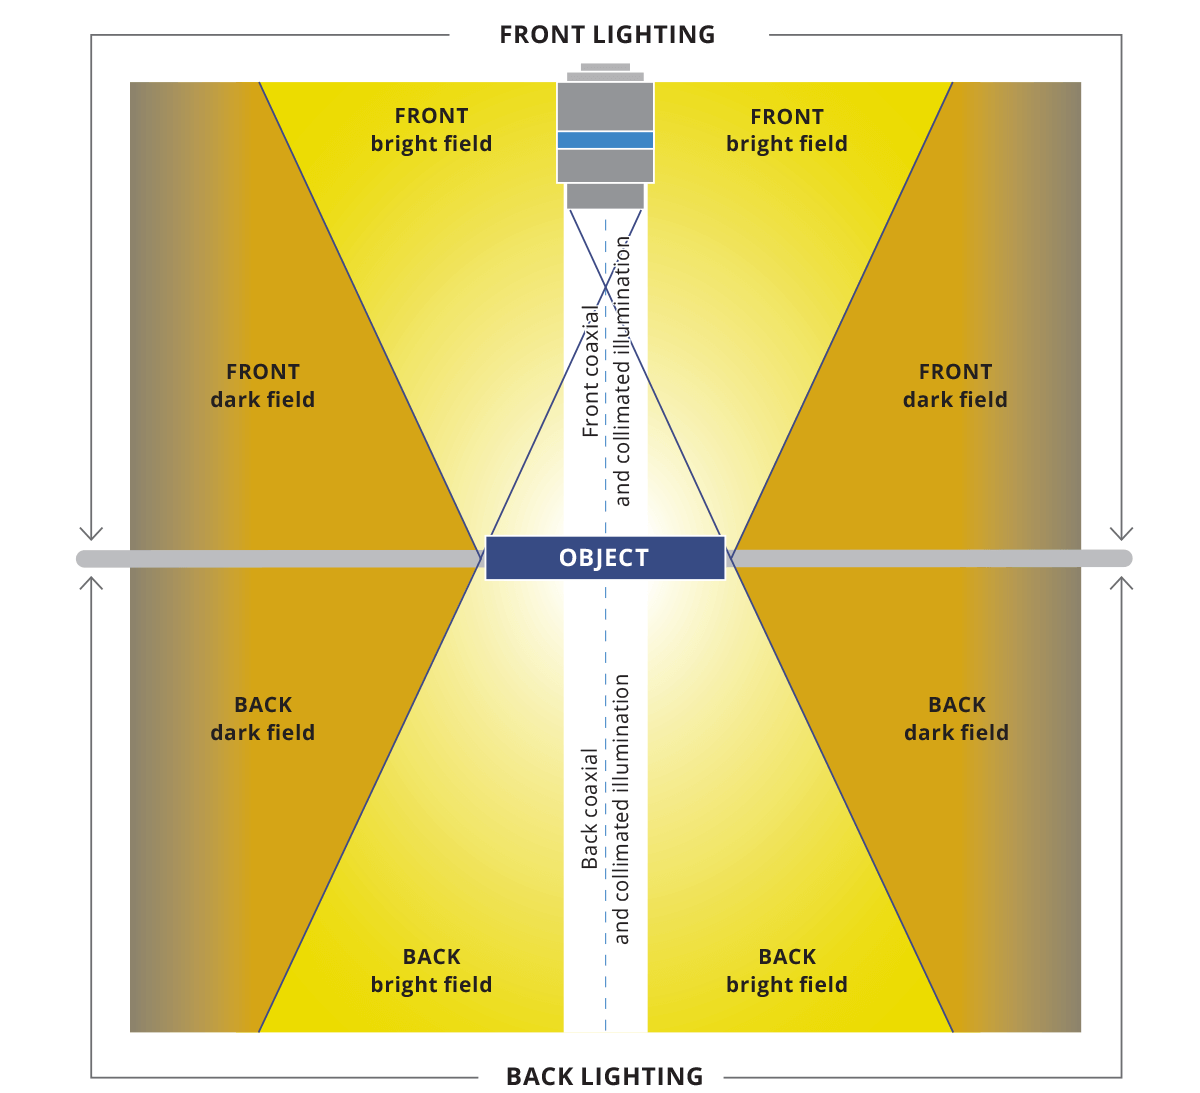 FRONT LIGHTING
FRONT
bright field
FRONT
bright field
Front coaxial
and collimated illumination
FRONT
dark field
FRONT
dark field
OBJECT
BACK
dark field
BACK
dark field
Back coaxial
and collimated illumination
BACK
bright field
BACK
bright field
BACK LIGHTING